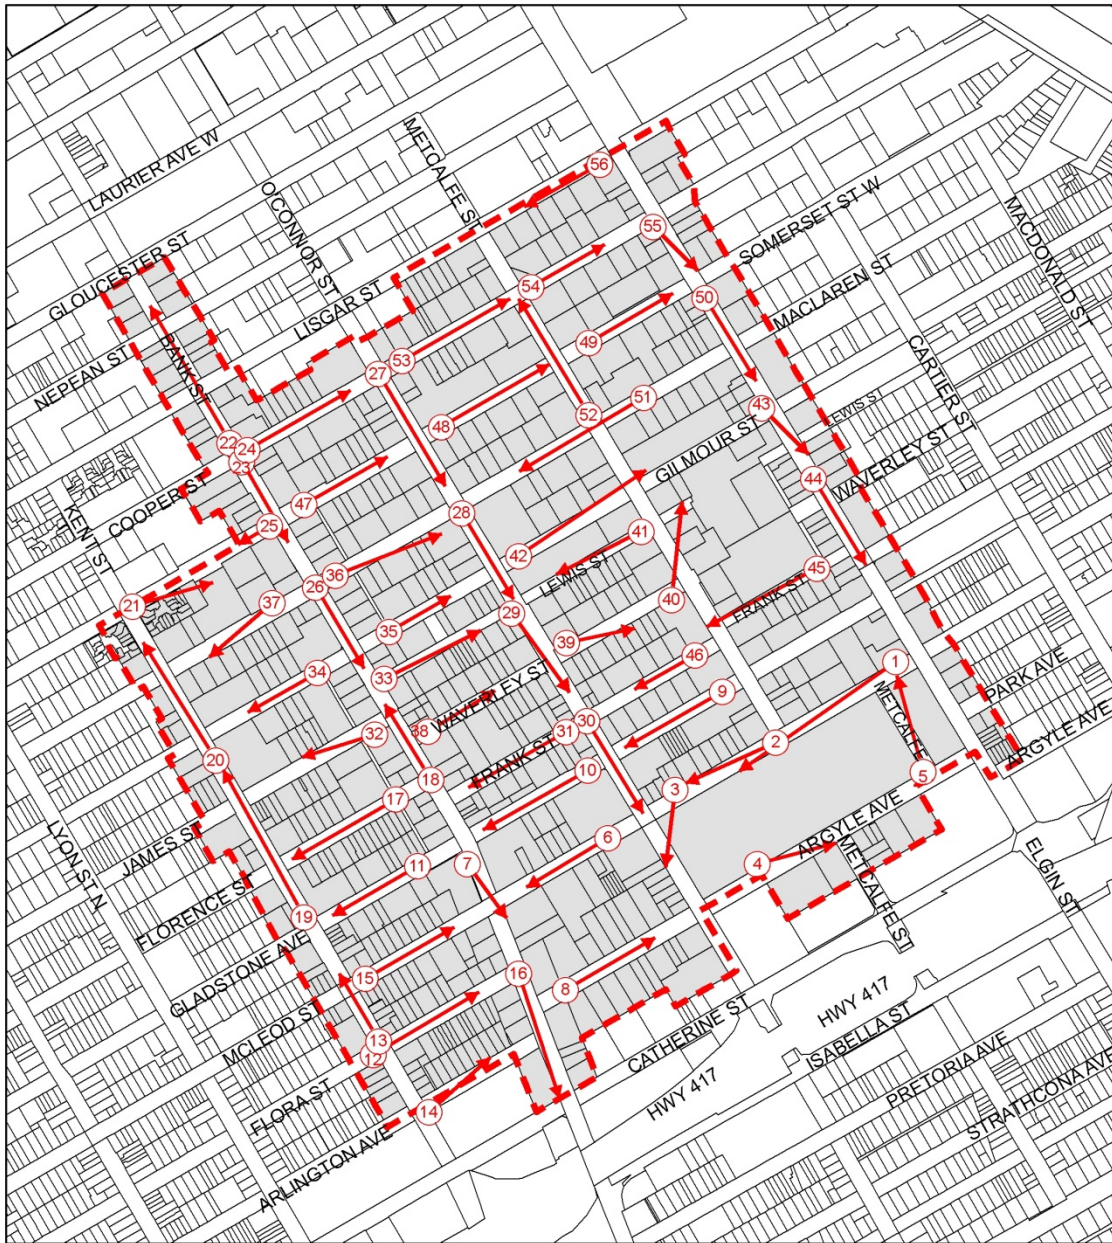 METCALFE ST
56
LAURIER AVE W
O'CONNOR ST
SOMERSET ST W
MACDONALD ST
55
GLOUCESTER ST
LISGAR ST
54
50
MACLAREN ST
BANK ST
NEPEAN ST
53
27
49
CARTIER ST
48
51
52
43
LEWIS S
22
24
23
GILMOUR ST
WAVERLEY ST
COOPER ST
44
47
28
KENT ST
25
42
41
LEWIS ST
45
FRANK ST
36
26
21
37
40
29
35
39
34
33
46
1
WAVERLEY ST
METCALFE
PARK AVE
9
38
32
30
31
2
ARGYLE AVE
FRANK ST
20
18
10
5
17
3
LYON ST N
JAMES ST
6
ARGYLE AVE
11
7
4
METCALFE ST
ELGIN ST
FLORENCE ST
19
GLADSTONE AVE
15
16
8
HWY 417
MCLEOD ST
13
12
CATHERINE ST
ISABELLA ST
FLORA ST
HWY 417
PRETORIA AVE
14
STRATHCONA AVE
ARLINGTON AVE